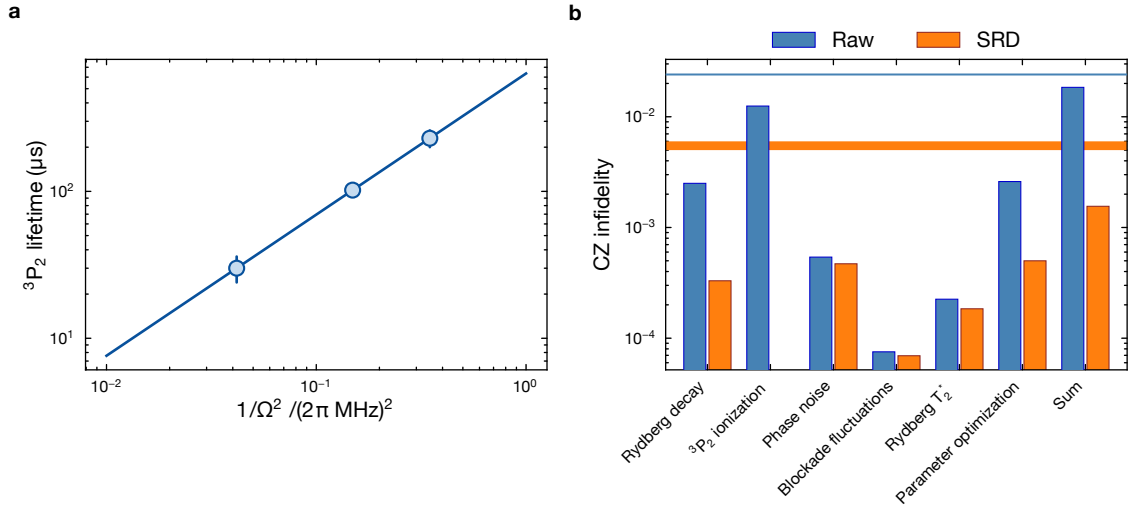 a
³P₂ lifetime (μs)
10²
10¹
10⁻²
10⁻¹
10⁰
1/Ω² /(2π MHz)²
b
Raw
SRD
CZ infidelity
10⁻²
10⁻³
10⁻⁴
Rydberg decay
³P₂ ionization
Phase noise
Blockade fluctuations
Rydberg T₂*
Parameter optimization
Sum